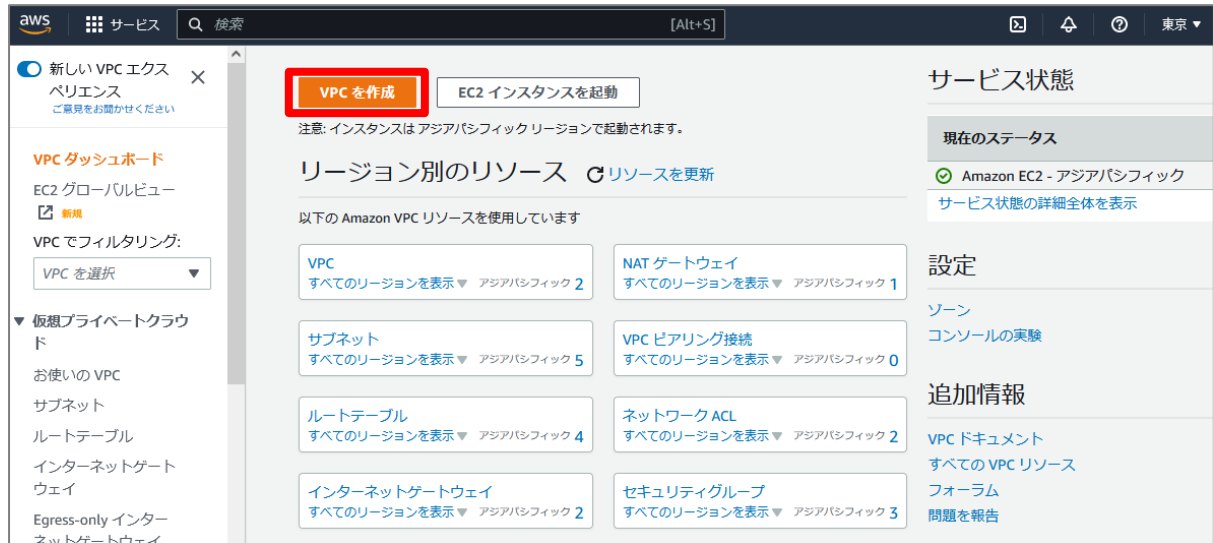 aws
サービス
検索
[Alt+S]
東京▼
新しい VPC エクス
ペリエンス
ご意見をお聞かせください
VPC ダッシュボード
EC2 グローバルビュー
新規
VPC でフィルタリング:
VPC を選択
▼ 仮想プライベートクラウ
ド
お使いの VPC
サブネット
ルートテーブル
インターネットゲート
ウェイ
Egress-only インター
ネットゲートウェイ
VPC を作成
EC2 インスタンスを起動
注意: インスタンスは アジアパシフィック リージョンで起動されます。
リージョン別のリソース
リソースを更新
以下の Amazon VPC リソースを使用しています
VPC
すべてのリージョンを表示▼ アジアパシフィック 2
NAT ゲートウェイ
すべてのリージョンを表示▼ アジアパシフィック 1
サブネット
すべてのリージョンを表示▼ アジアパシフィック 5
VPC ピアリング接続
すべてのリージョンを表示▼ アジアパシフィック 0
ルートテーブル
すべてのリージョンを表示▼ アジアパシフィック 4
ネットワーク ACL
すべてのリージョンを表示▼ アジアパシフィック 2
インターネットゲートウェイ
すべてのリージョンを表示▼ アジアパシフィック 2
セキュリティグループ
すべてのリージョンを表示▼ アジアパシフィック 3
サービス状態
現在のステータス
Amazon EC2 - アジアパシフィック
サービス状態の詳細全体を表示
設定
ゾーン
コンソールの実験
追加情報
VPC ドキュメント
すべての VPC リソース
フォーラム
問題を報告